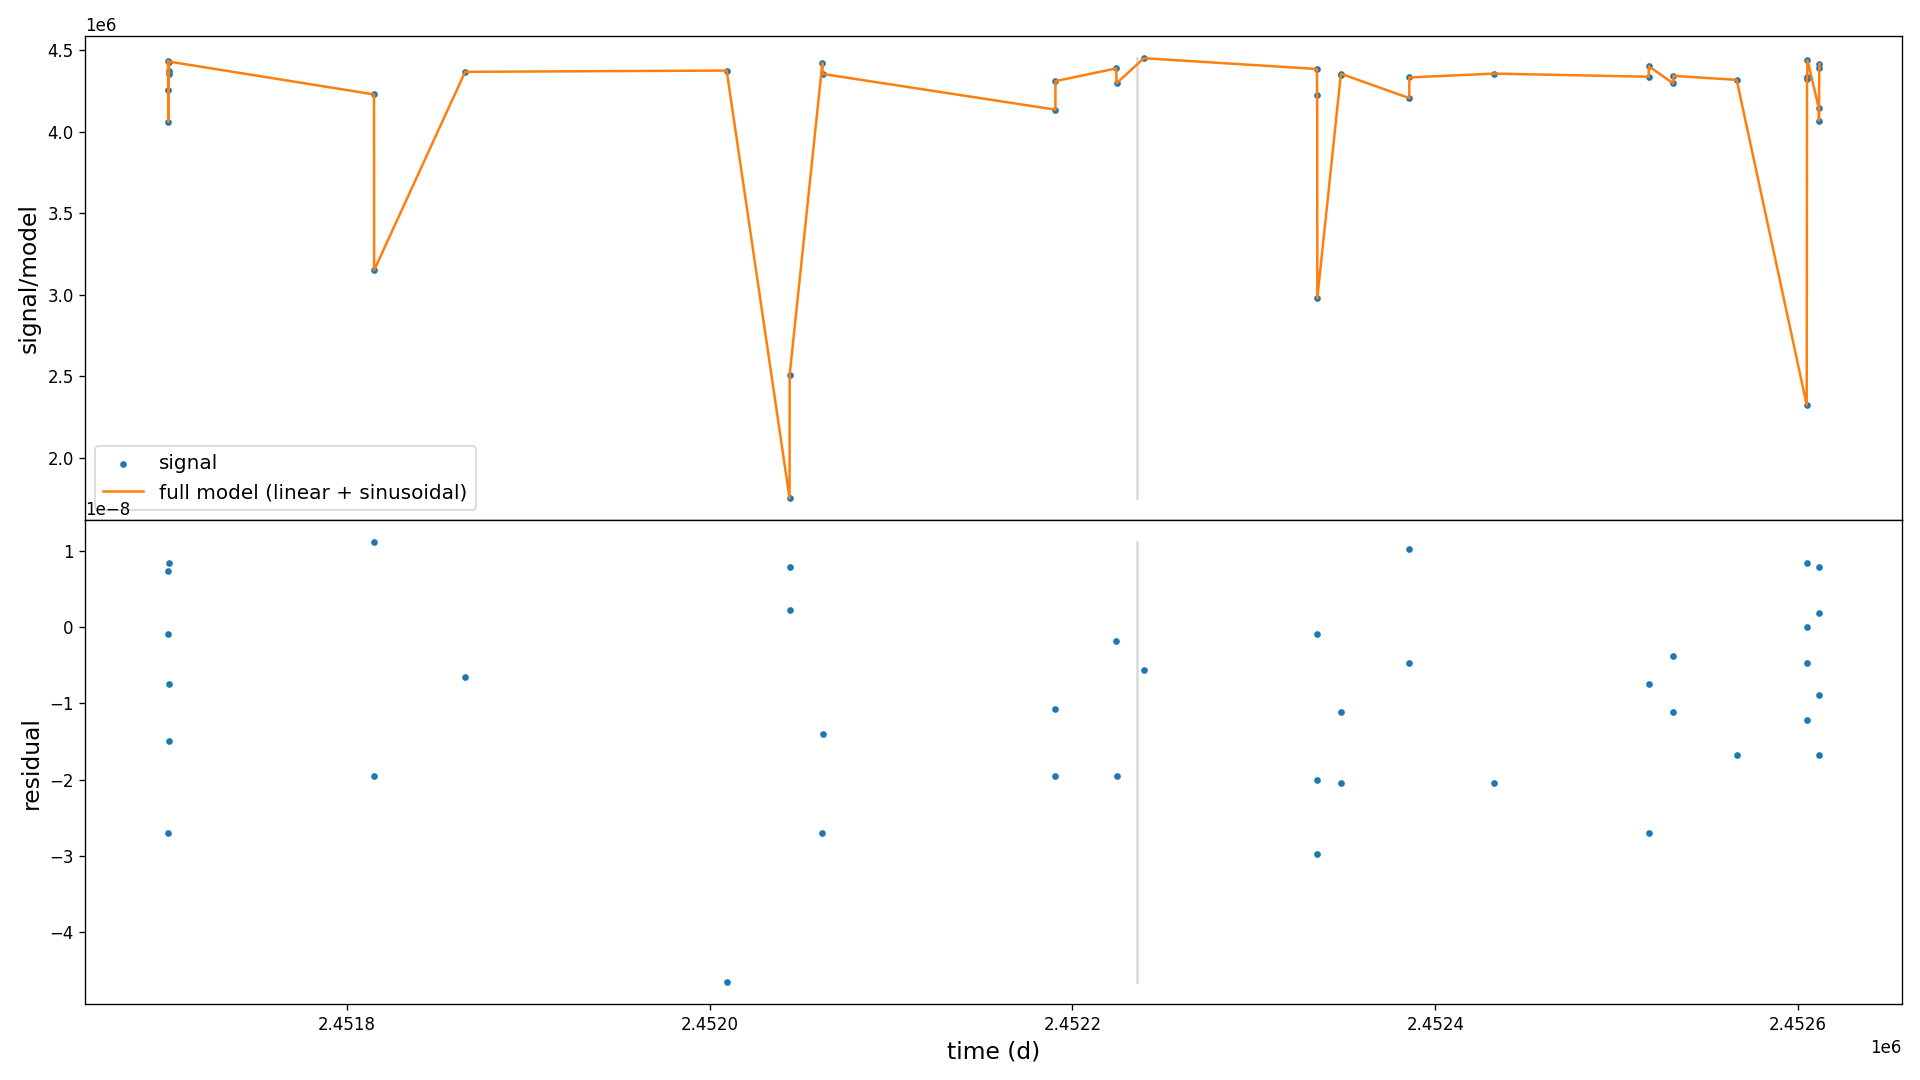 1e6
4.5
4.0
3.5
3.0
2.5
2.0
signal/model
signal
full model (linear + sinusoidal)
1e−8
1
0
−1
−2
−3
−4
residual
2.4518
2.4520
2.4522
2.4524
2.4526
1e6
time (d)